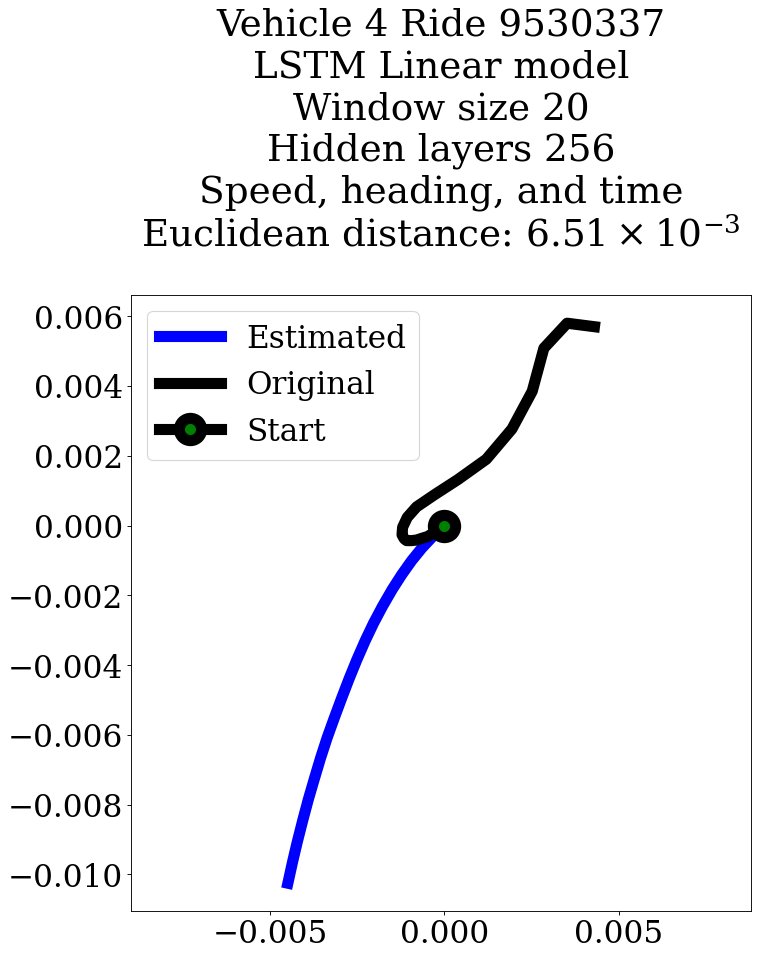 Vehicle 4 Ride 9530337
LSTM Linear model
Window size 20
Hidden layers 256
Speed, heading, and time
Euclidean distance: 6.51 × 10⁻³
Estimated
Original
Start
0.006
0.004
0.002
0.000
−0.002
−0.004
−0.006
−0.008
−0.010
−0.005 0.000 0.005